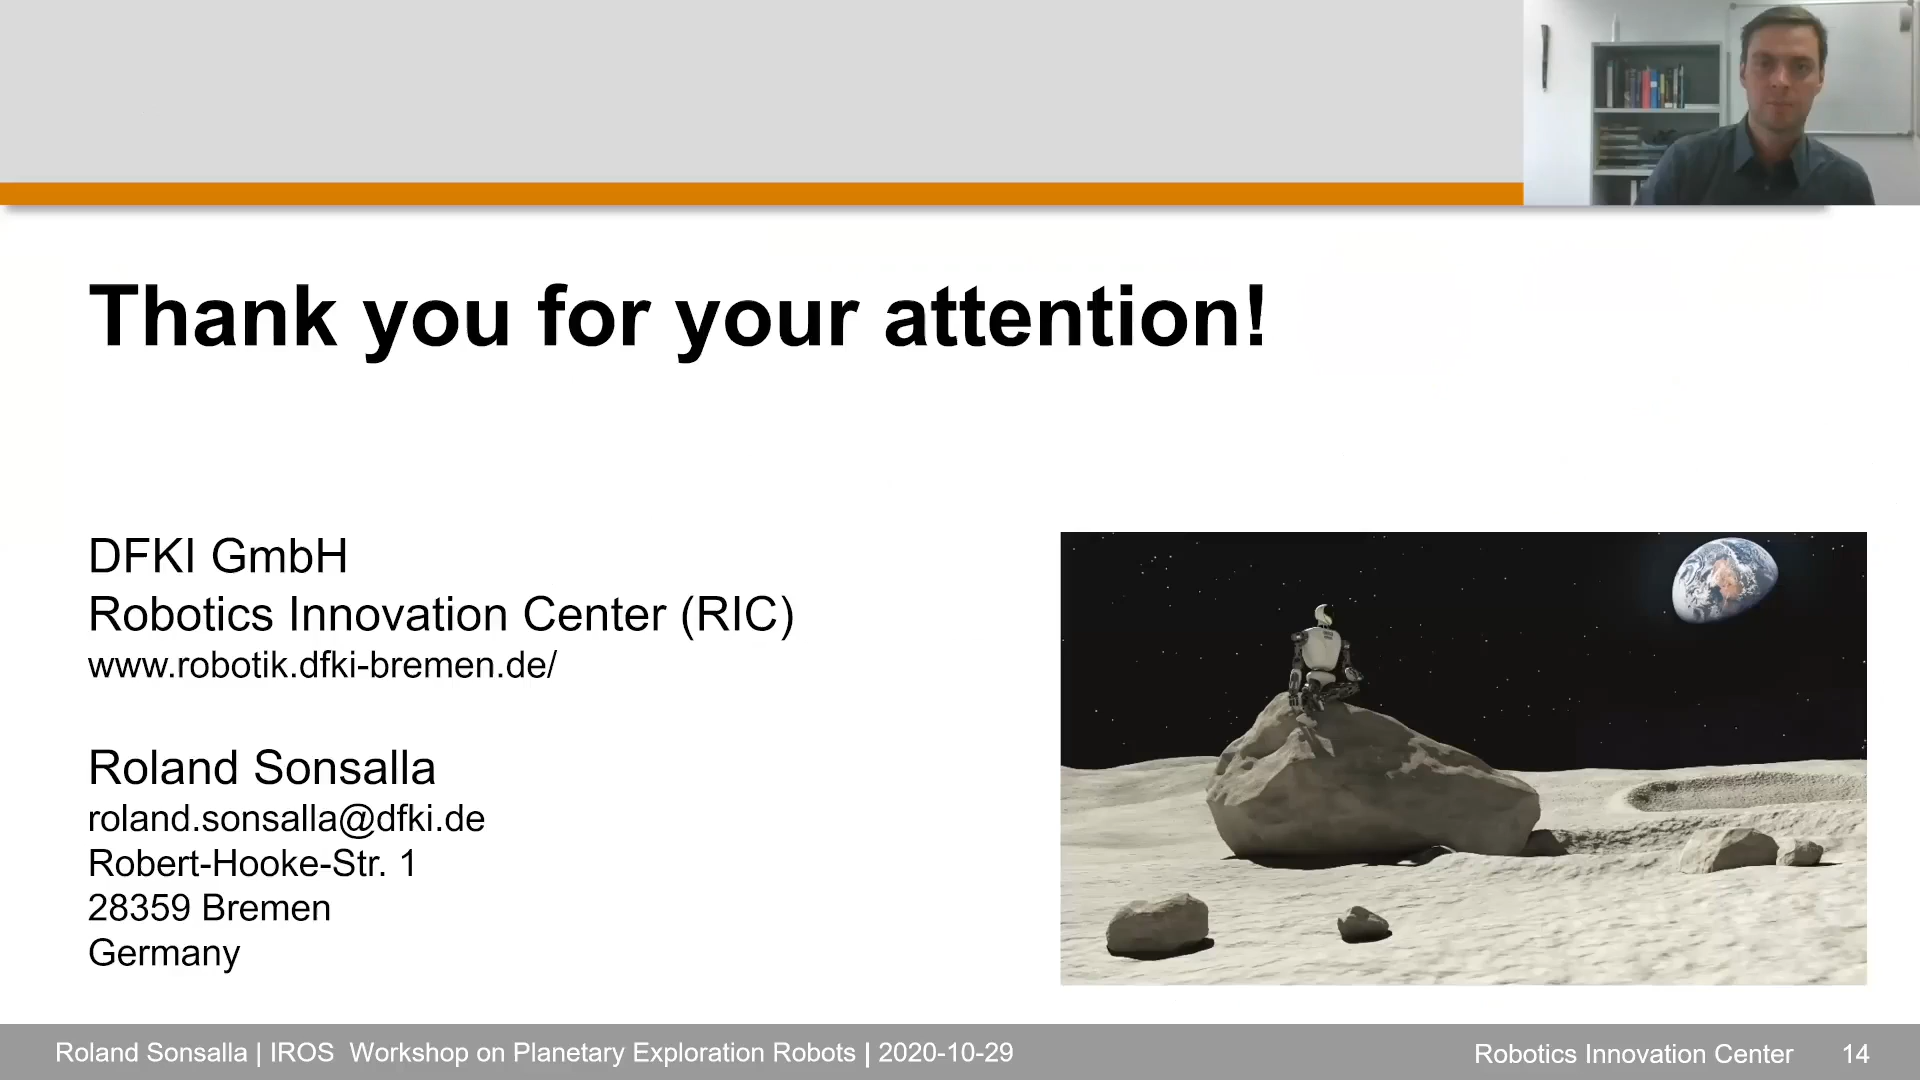 Thank you for your attention!
DFKI GmbH
Robotics Innovation Center (RIC)
www.robotik.dfki-bremen.de/
Roland Sonsalla
roland.sonsalla@dfki.de
Robert-Hooke-Str. 1
28359 Bremen
Germany
Roland Sonsalla | IROS  Workshop on Planetary Exploration Robots | 2020-10-29
Robotics Innovation Center 14